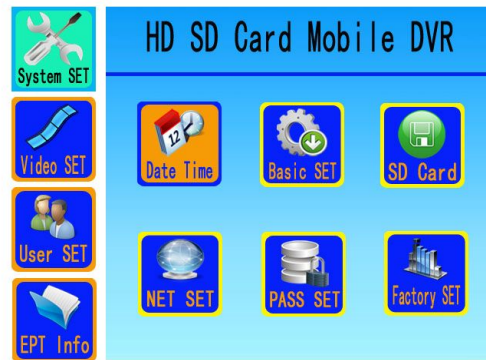 HD SD Card Mobile DVR
System SET
Video SET
User SET
EPT Info
12
Date Time
Basic SET
SD Card
NET SET
PASS SET
Factory SET